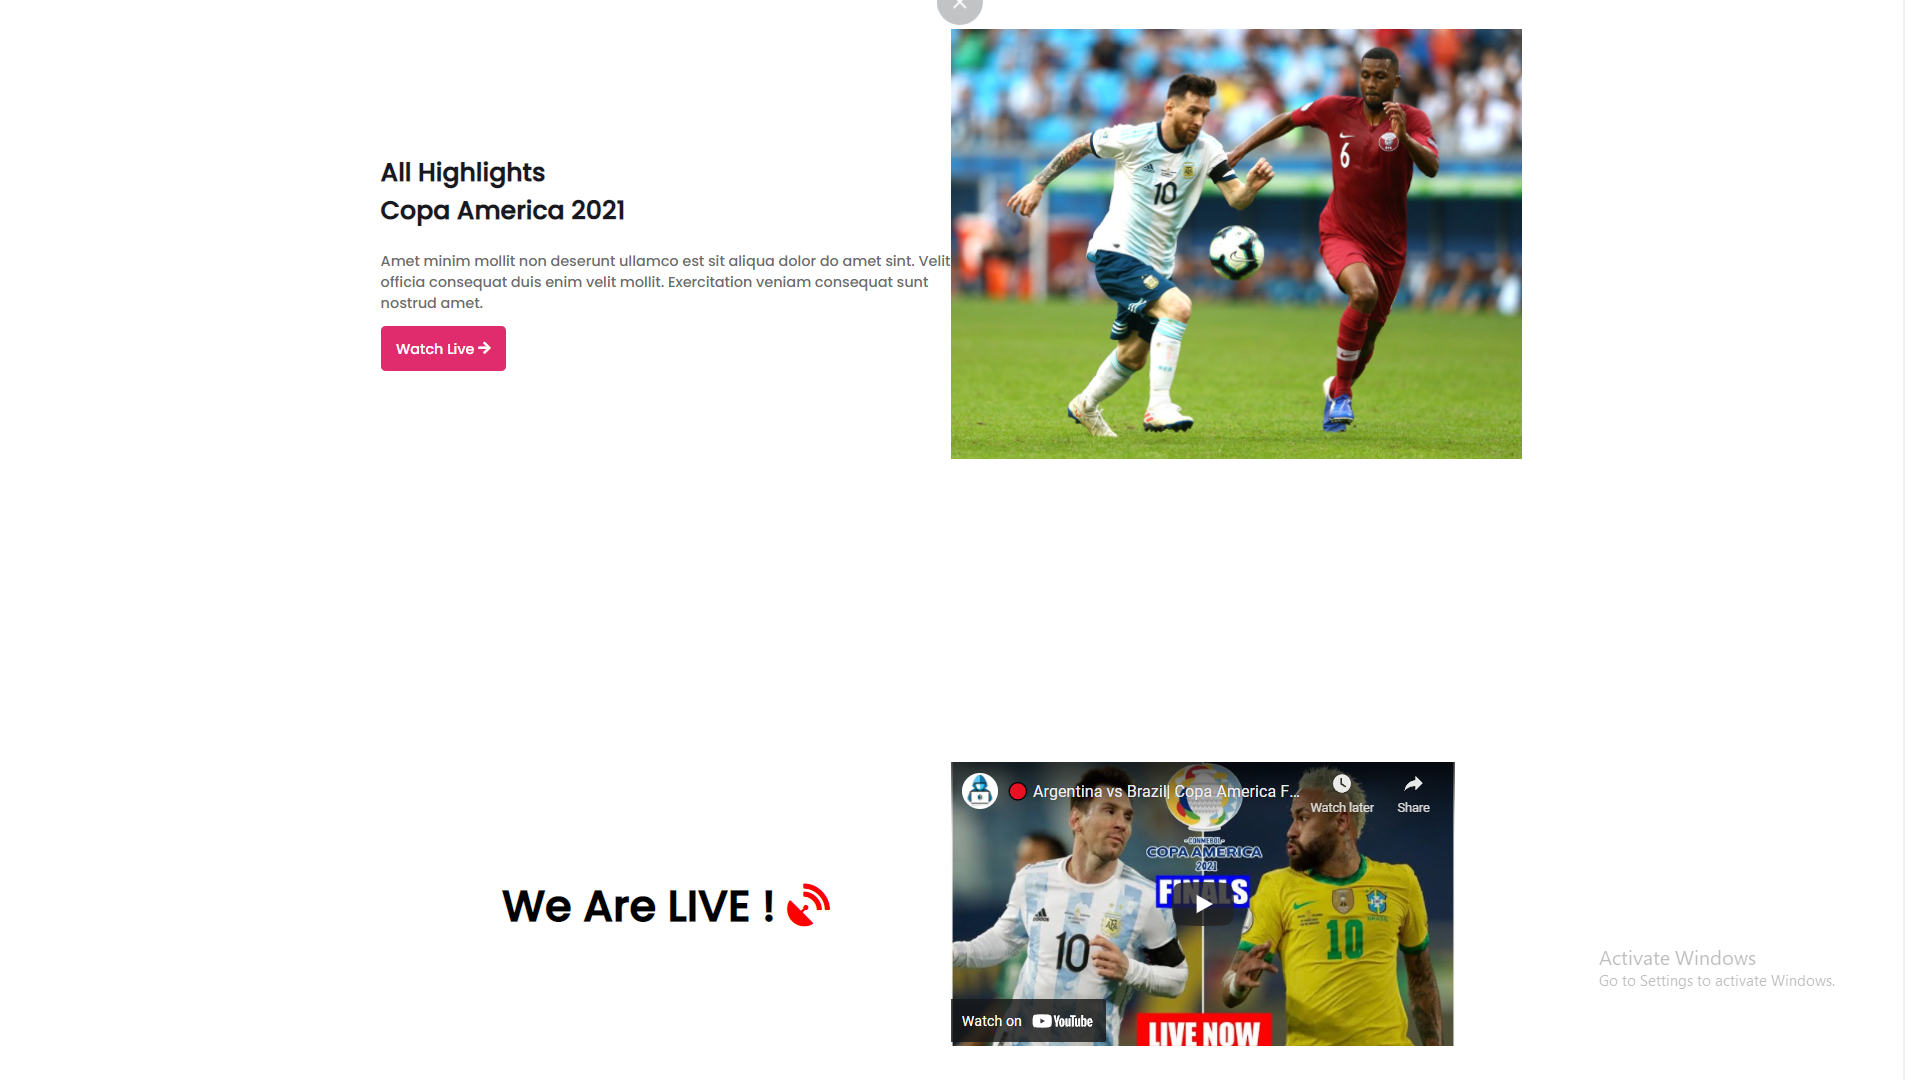 All Highlights
Copa America 2021
Amet minim mollit non deserunt ullamco est sit aliqua dolor do amet sint. Velit
officia consequat duis enim velit mollit. Exercitation veniam consequat sunt
nostrud amet.
Watch Live
10
6
We Are LIVE !
Argentina vs Brazil| Copa America F...
Watch later
Share
CONMEBOL
COPA AMERICA
2021
FINALS
adidas
AFA
BRASIL
10
10
Watch on YouTube
LIVE NOW
Activate Windows
Go to Settings to activate Windows.